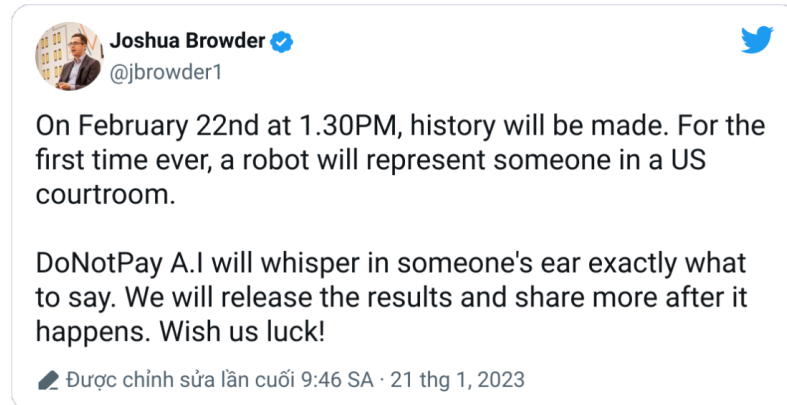 Joshua Browder
@jbrowder1
On February 22nd at 1.30PM, history will be made. For the
first time ever, a robot will represent someone in a US
courtroom.
DoNotPay A.I will whisper in someone's ear exactly what
to say. We will release the results and share more after it
happens. Wish us luck!
Được chỉnh sửa lần cuối 9:46 SA · 21 thg 1, 2023